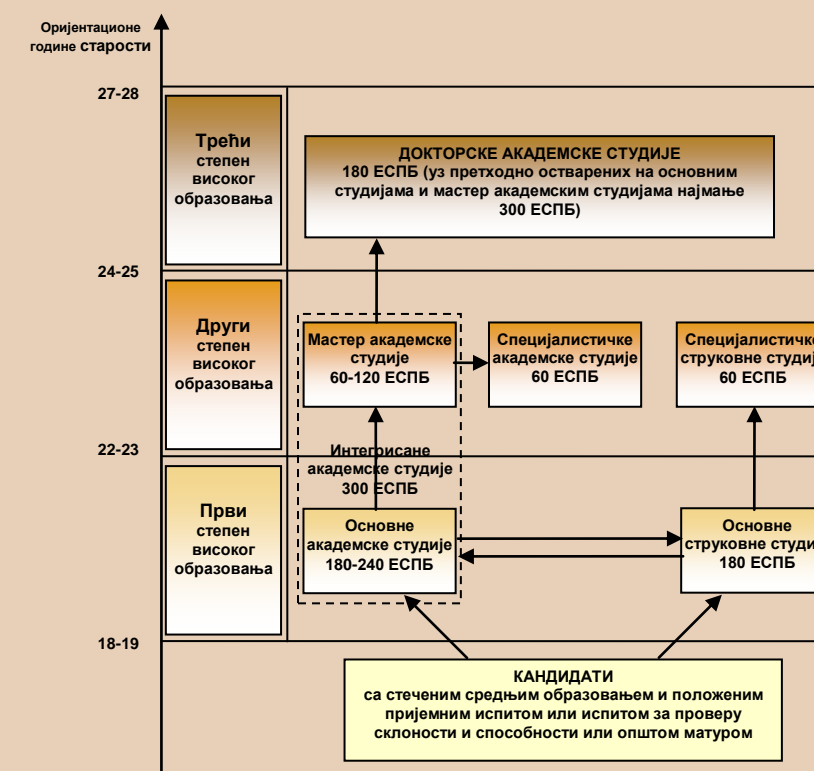 Оријентационе
године старости
27-28
Трећи
степен
високог
образовања
ДОКТОРСКЕ АКАДЕМСКЕ СТУДИЈЕ
180 ЕСПБ (уз претходно остварених на основним
студијама и мастер академским студијама најмање
300 ЕСПБ)
24-25
Други
степен
високог
образовања
Мастер академске
студије
60-120 ЕСПБ
Специјалистичке
академске студије
60 ЕСПБ
Специјалистичке
струковне студиј
60 ЕСПБ
22-23
Интегрисане
академске студије
300 ЕСПБ
Први
степен
високог
образовања
Основне
академске студије
180-240 ЕСПБ
Основне
струковне студи
180 ЕСПБ
18-19
КАНДИДАТИ
са стеченим средњим образовањем и положеним
пријемним испитом или испитом за проверу
склоности и способности или општом матуром